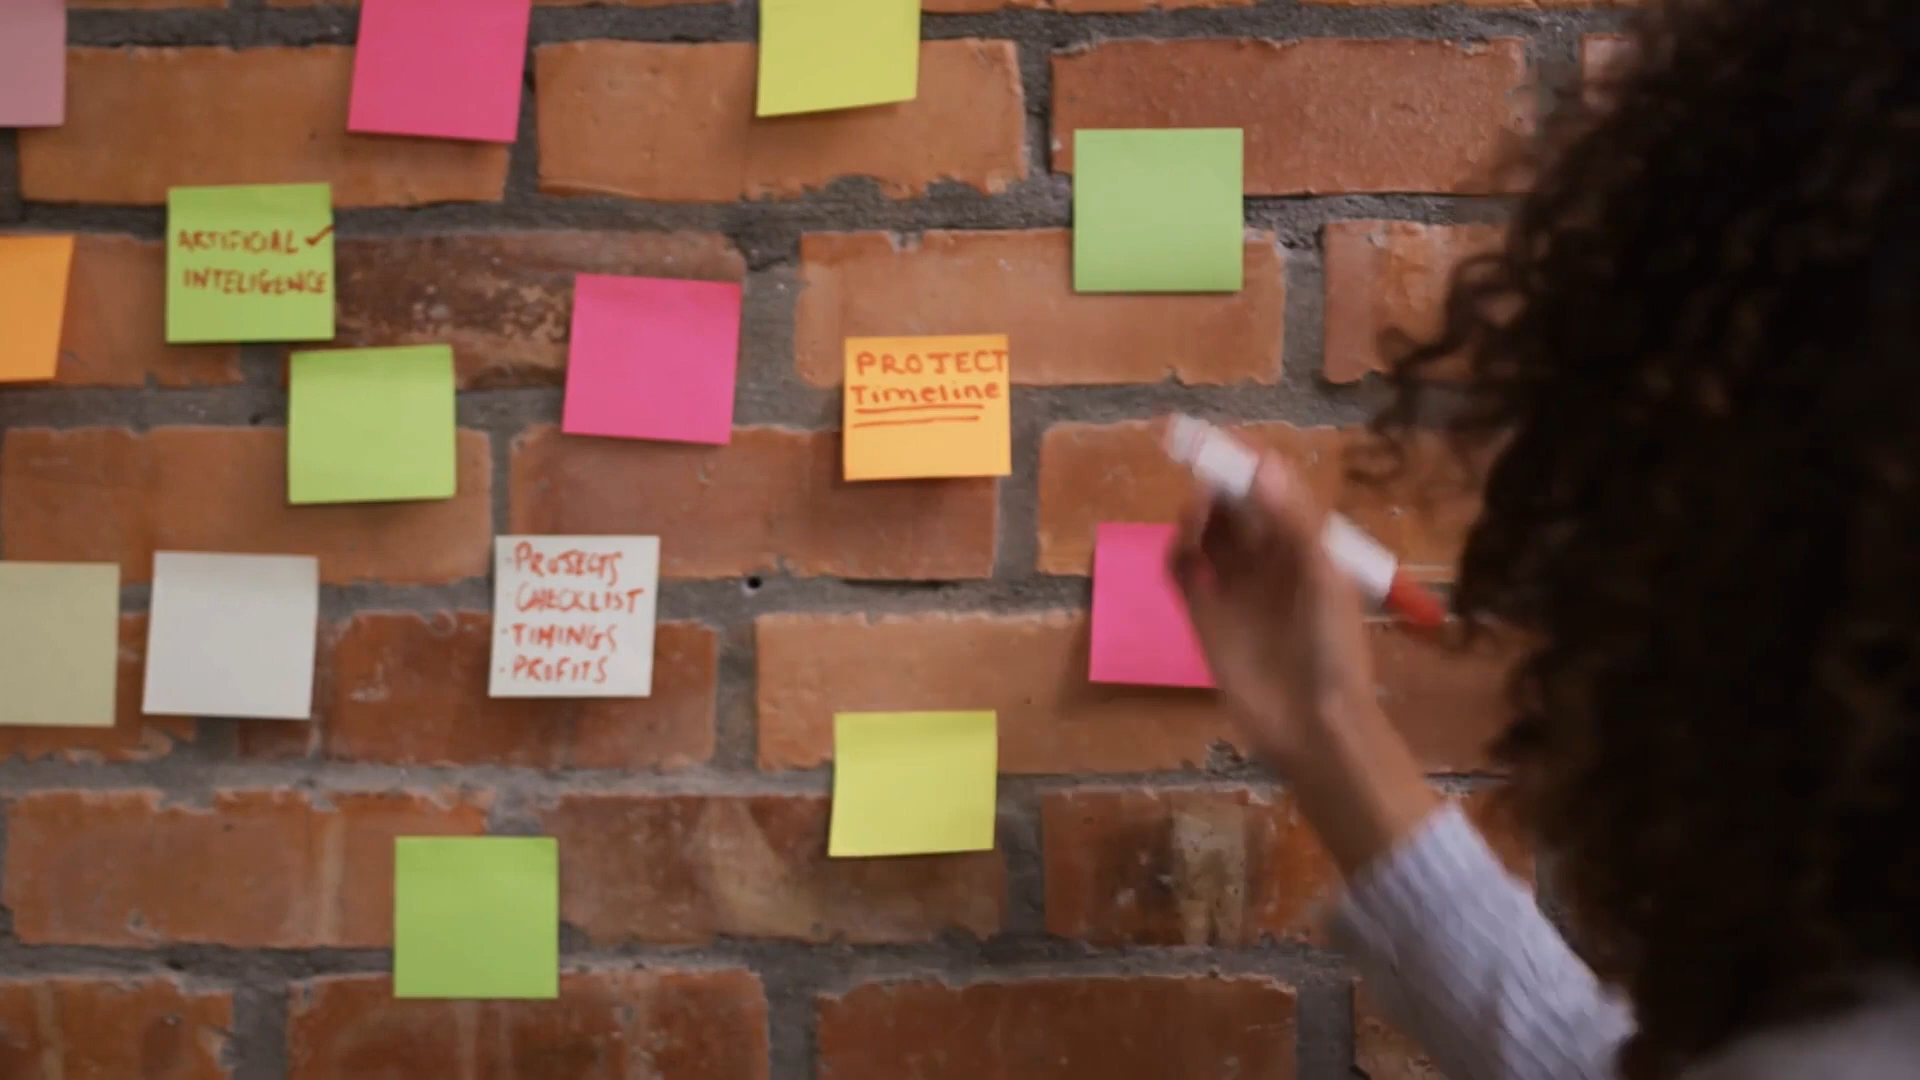 ARTIFICIAL ✓
INTELIGENCE
PROJECT
Timeline
· PROJECTS
· CHECKLIST
· TIMINGS
· PROFITS